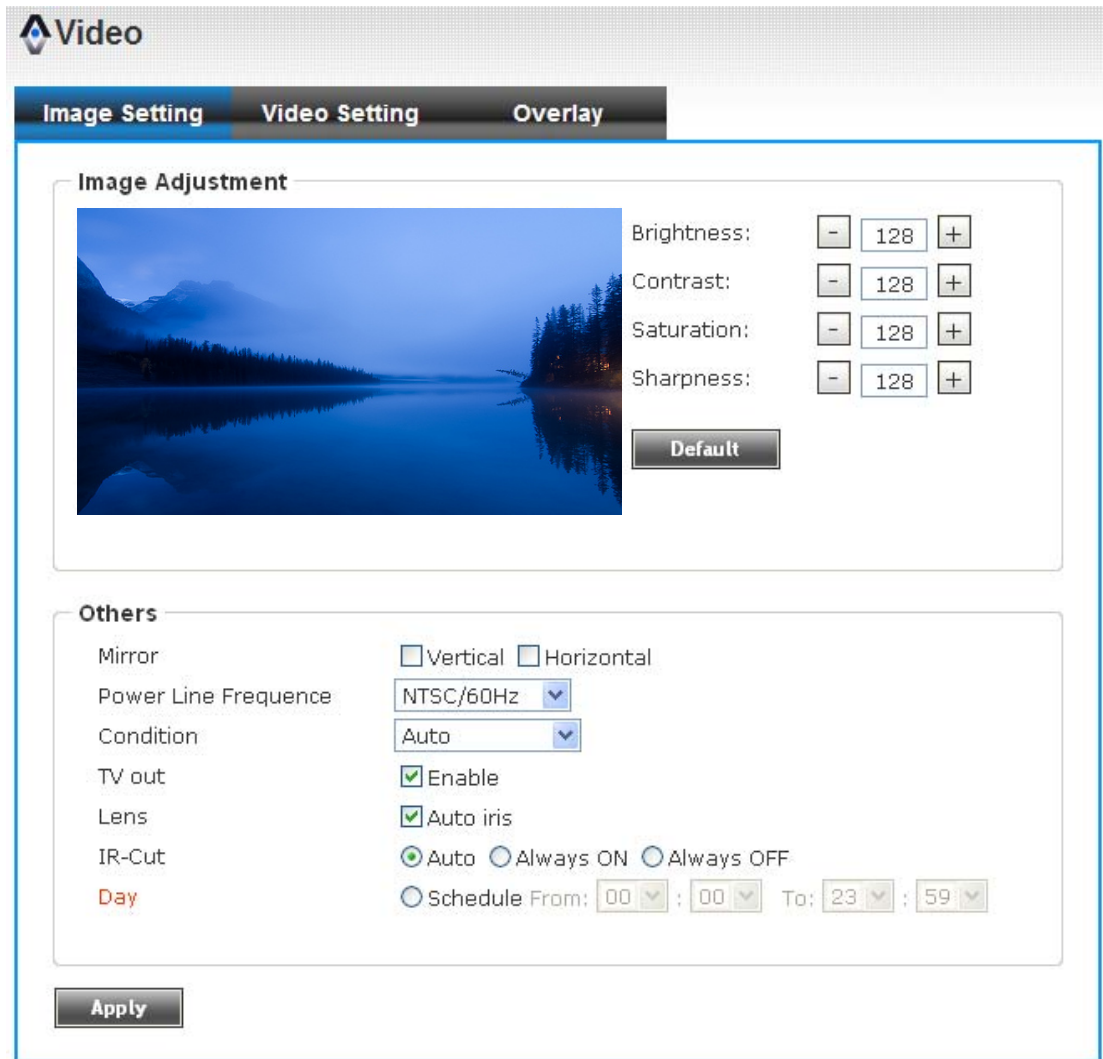 Video
Image Setting Video Setting Overlay
Image Adjustment
Brightness: - 128 +
Contrast: - 128 +
Saturation: - 128 +
Sharpness: - 128 +
Default
Others
Mirror Vertical Horizontal
Power Line Frequence NTSC/60Hz
Condition Auto
TV out Enable
Lens Auto iris
IR-Cut Auto Always ON Always OFF
Day Schedule From: 00 : 00 To: 23 : 59
Apply